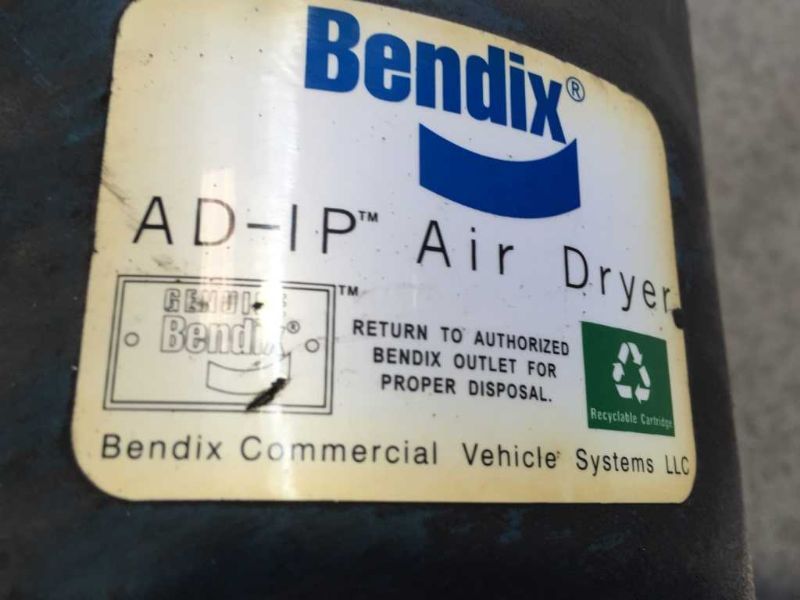 Bendix®
AD-IP™ Air Dryer
GENUINE
Bendix®
™
RETURN TO AUTHORIZED
BENDIX OUTLET FOR
PROPER DISPOSAL.
Recyclable Cartridge
Bendix Commercial Vehicle Systems LLC